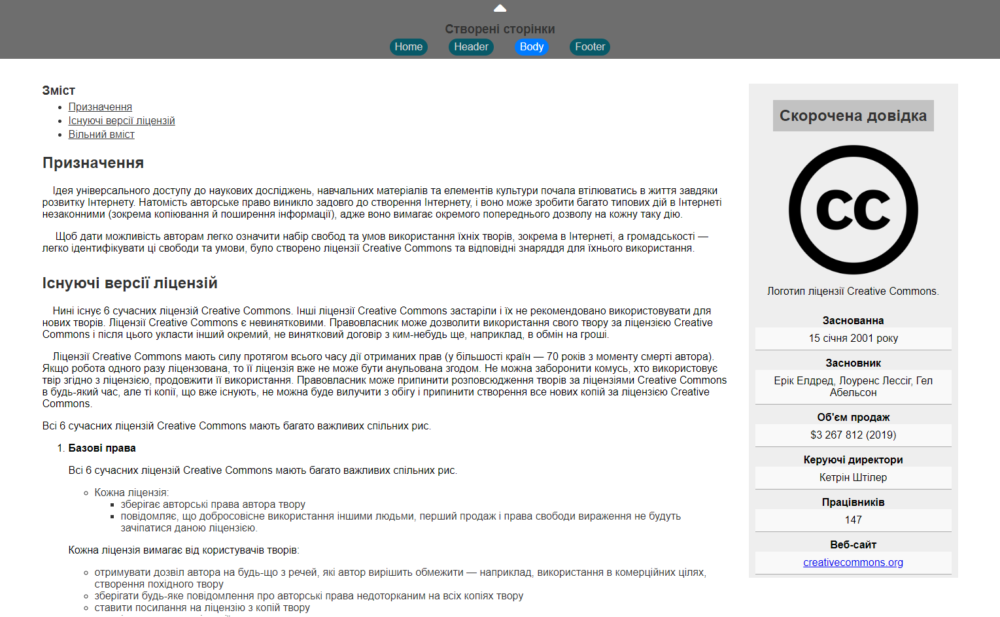 Створені сторінки
Home Header Body Footer
Зміст
Призначення
Існуючі версії ліцензій
Вільний вміст
Призначення
Ідея універсального доступу до наукових досліджень, навчальних матеріалів та елементів культури почала втілюватись в життя завдяки
розвитку Інтернету. Натомість авторське право виникло задовго до створення Інтернету, і воно може зробити багато типових дій в Інтернеті
незаконними (зокрема копіювання й поширення інформації), адже воно вимагає окремого попереднього дозволу на кожну таку дію.
Щоб дати можливість авторам легко означити набір свобод та умов використання їхніх творів, зокрема в Інтернеті, а громадськості —
легко ідентифікувати ці свободи та умови, було створено ліцензії Creative Commons та відповідні знаряддя для їхнього використання.
Існуючі версії ліцензій
Нині існує 6 сучасних ліцензій Creative Commons. Інші ліцензії Creative Commons застаріли і їх не рекомендовано використовувати для
нових творів. Ліцензії Creative Commons є невинятковими. Правовласник може дозволити використання свого твору за ліцензією Creative
Commons і після цього укласти інший окремий, не винятковий договір з ким-небудь ще, наприклад, в обмін на гроші.
Ліцензії Creative Commons мають силу протягом всього часу дії отриманих прав (у більшості країн — 70 років з моменту смерті автора).
Якщо робота одного разу ліцензована, то її ліцензія вже не може бути анульована згодом. Не можна заборонити комусь, хто використовує
твір згідно з ліцензією, продовжити її використання. Правовласник може припинити розповсюдження творів за ліцензіями Creative Commons
в будь-який час, але ті копії, що вже існують, не можна буде вилучити з обігу і припинити створення все нових копій за ліцензією Creative
Commons.
Всі 6 сучасних ліцензій Creative Commons мають багато важливих спільних рис.
1. Базові права
Всі 6 сучасних ліцензій Creative Commons мають багато важливих спільних рис.
Кожна ліцензія:
зберігає авторські права автора твору
повідомляє, що добросовісне використання іншими людьми, перший продаж і права свободи вираження не будуть
зачіпатися даною ліцензією.
Кожна ліцензія вимагає від користувачів творів:
отримувати дозвіл автора на будь-що з речей, які автор вирішить обмежити — наприклад, використання в комерційних цілях,
створення похідного твору
зберігати будь-яке повідомлення про авторські права недоторканим на всіх копіях твору
ставити посилання на ліцензію з копій твору
Скорочена довідка
cc
Логотип ліцензії Creative Commons.
Заснованна
15 січня 2001 року
Засновник
Ерік Елдред, Лоуренс Лессіг, Гел
Абельсон
Об'єм продаж
$3 267 812 (2019)
Керуючі директори
Кетрін Штілер
Працівників
147
Веб-сайт
creativecommons.org